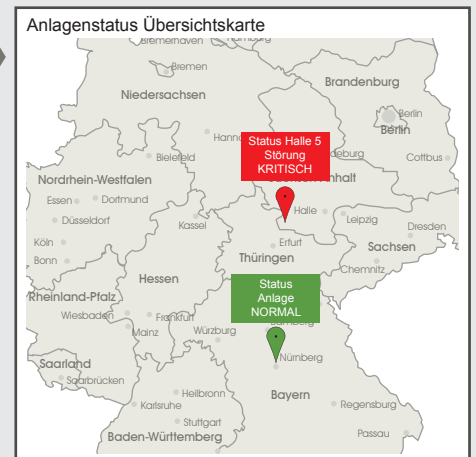 Anlagenstatus Übersichtskarte
Bremerhaven
Hamburg
Bremen
Brandenburg
Niedersachsen
Berlin
Berlin
Status Halle 5
Störung
KRITISCH
Bielefeld
Cottbus
Nordrhein-Westfalen
Essen
Dortmund
Halle
Düsseldorf
Kassel
Leipzig
Dresden
Köln
Erfurt
Sachsen
Bonn
Thüringen
Chemnitz
Hessen
Status
Anlage
NORMAL
Rheinland-Pfalz
Wiesbaden
Frankfurt
Mainz
Würzburg
Nürnberg
Saarland
Saarbrücken
Heilbronn
Bayern
Karlsruhe
Regensburg
Stuttgart
Passau
Baden-Württemberg